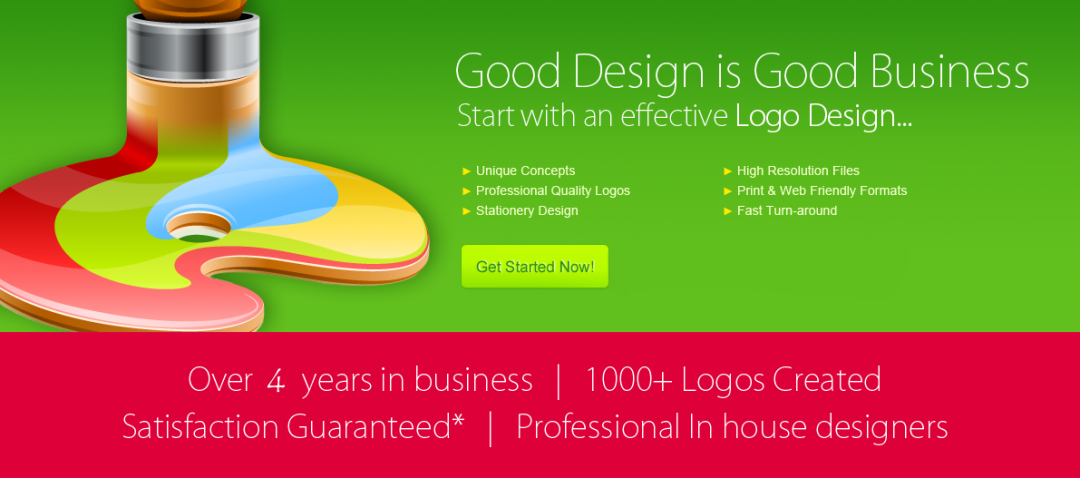 Good Design is Good Business
Start with an effective Logo Design...
► Unique Concepts
► Professional Quality Logos
► Stationery Design
► High Resolution Files
► Print & Web Friendly Formats
► Fast Turn-around
Get Started Now!
Over 4 years in business | 1000+ Logos Created
Satisfaction Guaranteed* | Professional In house designers